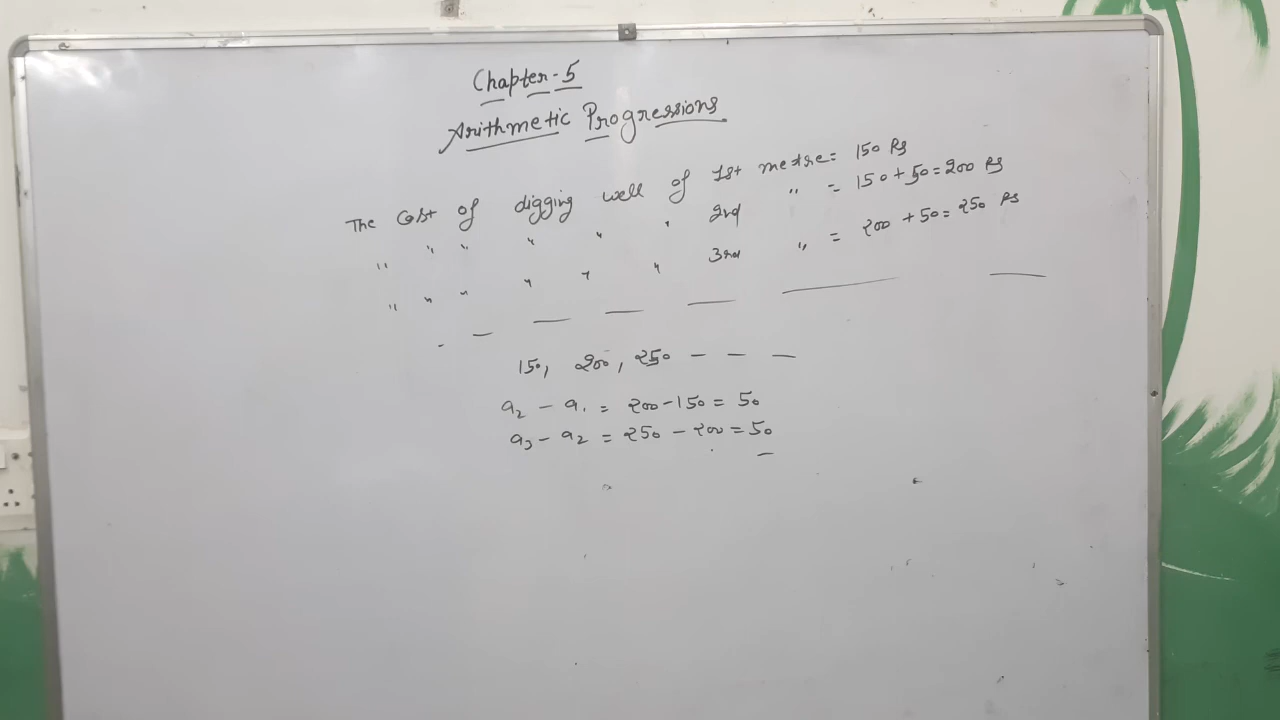 Chapter-5
Arithmetic Progressions
The Cost of digging well of 1st metre = 150 Rs
" " " " " " 2nd " = 150 + 50 = 200 Rs
" " " " " " 3rd " = 200 + 50 = 250 Rs
150, 200, 250 - - -
a2 - a1 = 200 - 150 = 50
a3 - a2 = 250 - 200 = 50